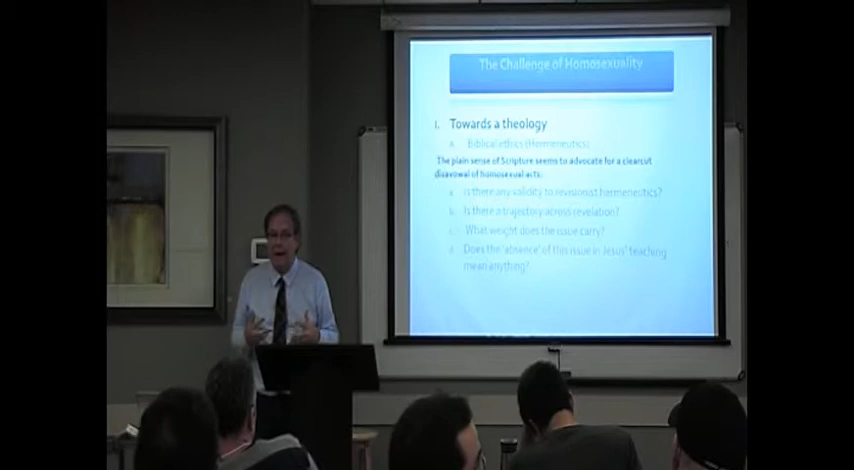 The Challenge of Homosexuality
I. Towards a theology
A. Biblical ethics (Hermeneutics)
The plain sense of Scripture seems to advocate for a clearcut
disavowal of homosexual acts.
a. Is there any validity to revisionist hermeneutics?
b. Is there a trajectory across revelation?
c. What weight does the issue carry?
d. Does the 'absence' of this issue in Jesus' teaching
mean anything?